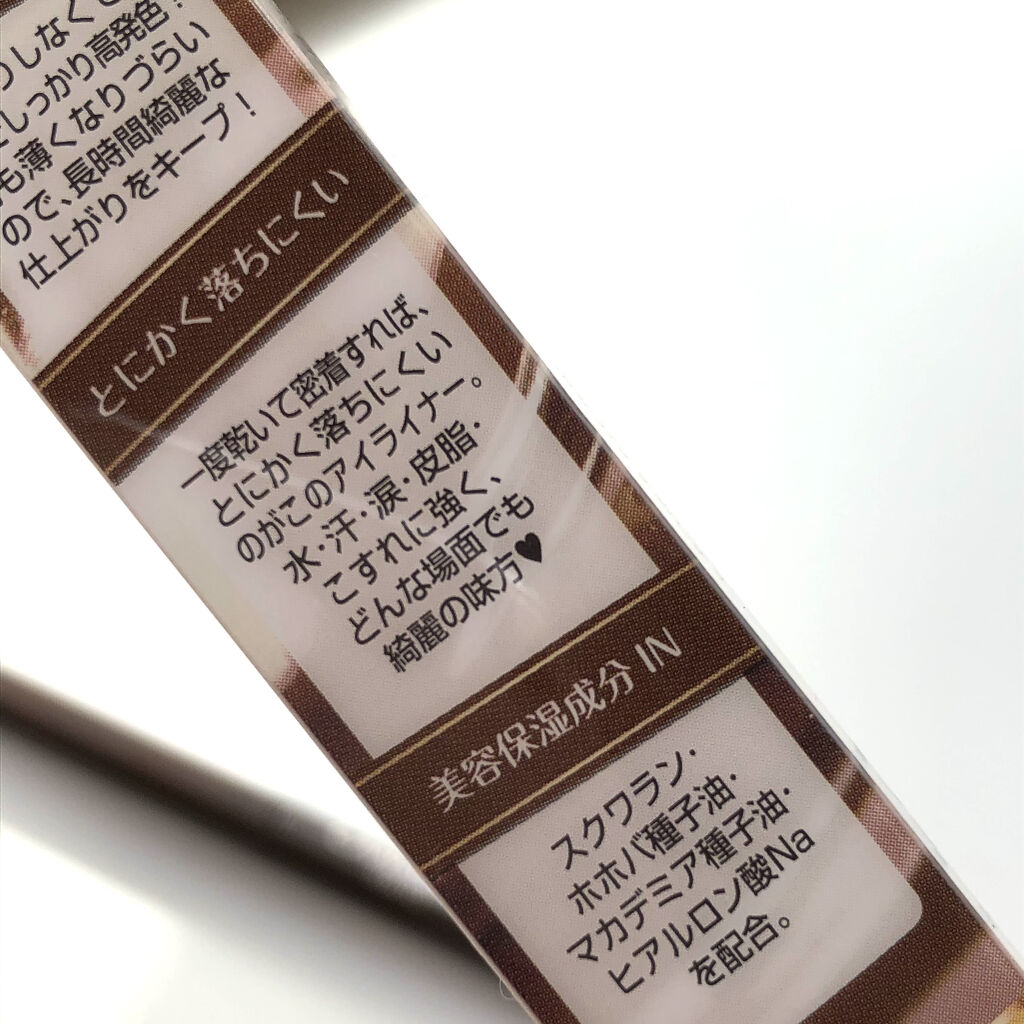 りしなくと
しっかり高発色！
も薄くなりづらい
ので、長時間綺麗な
仕上がりをキープ！
とにかく落ちにくい
一度乾いて密着すれば、
とにかく落ちにくい
のがこのアイライナー。
水・汗・涙・皮脂・
こすれに強く、
どんな場面でも
綺麗の味方♥
美容保湿成分 IN
スクワラン・
ホホバ種子油・
マカデミア種子油・
ヒアルロン酸Na
を配合。